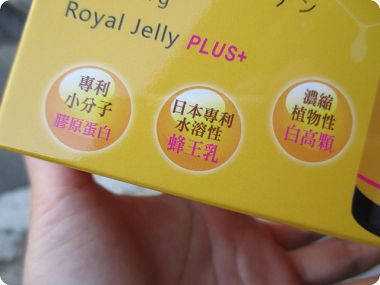 Royal Jelly PLUS+
專利
小分子
膠原蛋白
日本專利
水溶性
蜂王乳
濃縮
植物性
白高顆